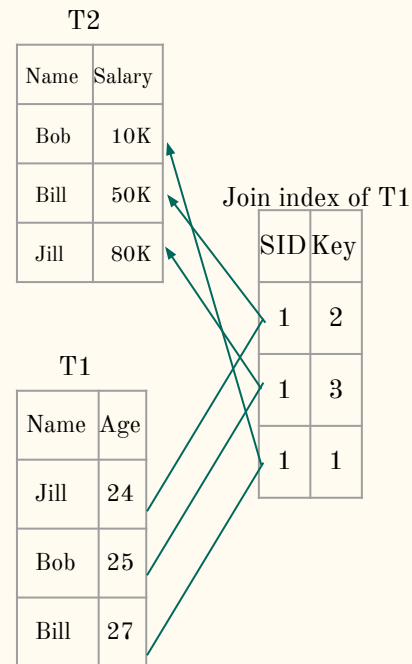 T2
Name Salary
Bob 10K
Bill 50K
Jill 80K
Join index of T1
SID Key
1 2
1 3
1 1
T1
Name Age
Jill 24
Bob 25
Bill 27